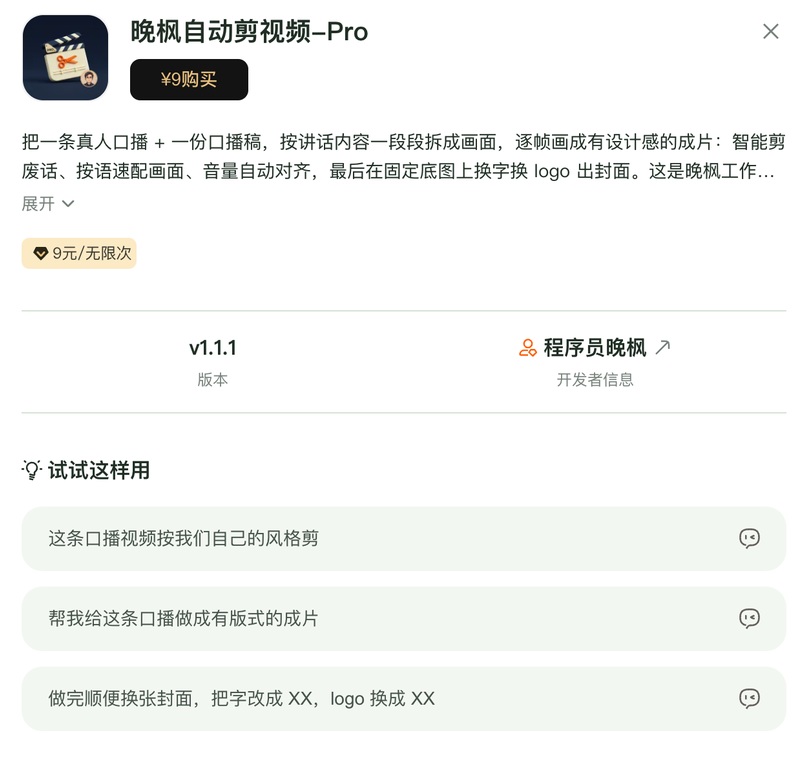 晚枫自动剪视频-Pro
¥9购买
把一条真人口播 + 一份口播稿，按讲话内容一段段拆成画面，逐帧画成有设计感的成片：智能剪
废话、按语速配画面、音量自动对齐，最后在固定底图上换字换 logo 出封面。这是晚枫工作...
展开
9元/无限次
v1.1.1
版本
程序员晚枫
开发者信息
试试这样用
这条口播视频按我们自己的风格剪
帮我给这条口播做成有版式的成片
做完顺便换张封面，把字改成 XX，logo 换成 XX